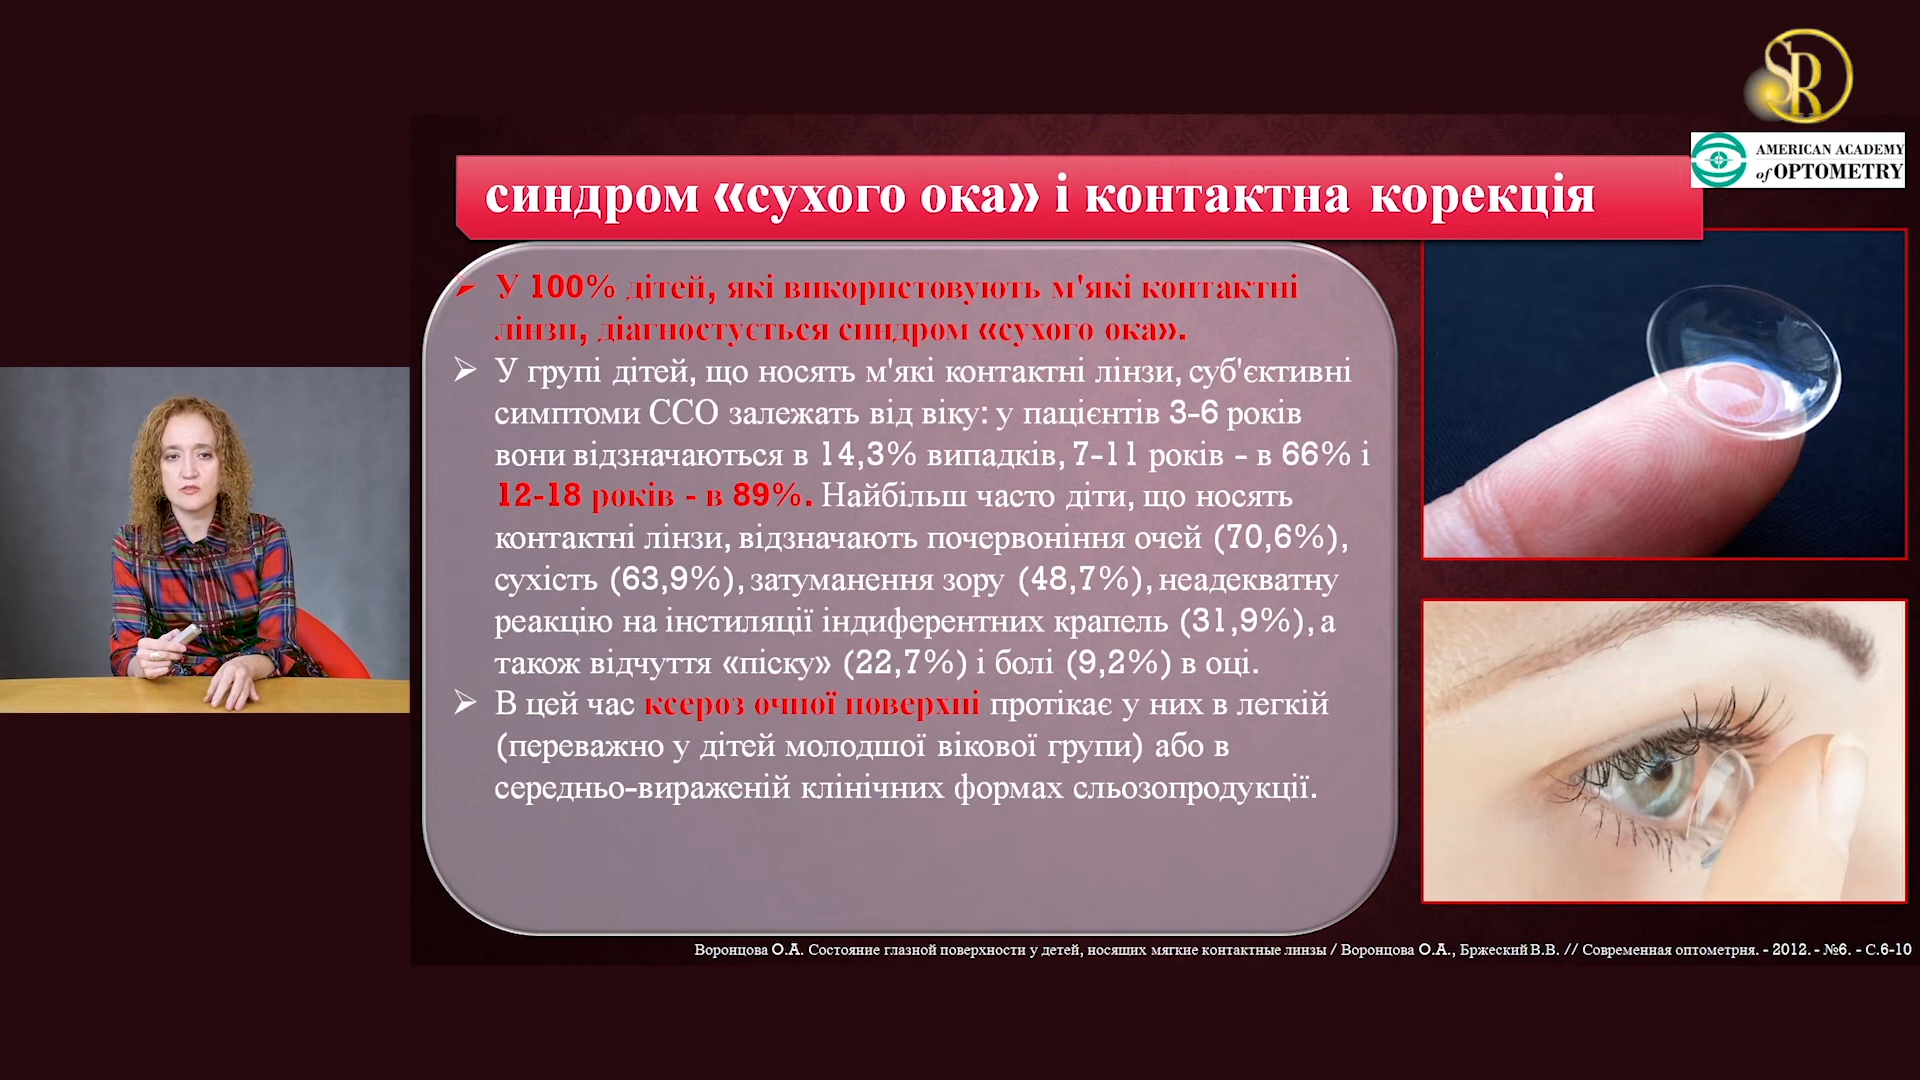 SR
AMERICAN ACADEMY
of OPTOMETRY
синдром «сухого ока» і контактна корекція
➢ У 100% дітей, які використовують м'які контактні
лінзи, діагностується синдром «сухого ока».
➢ У групі дітей, що носять м'які контактні лінзи, суб'єктивні
симптоми ССО залежать від віку: у пацієнтів 3-6 років
вони відзначаються в 14,3% випадків, 7-11 років - в 66% і
12-18 років - в 89%. Найбільш часто діти, що носять
контактні лінзи, відзначають почервоніння очей (70,6%),
сухість (63,9%), затуманення зору (48,7%), неадекватну
реакцію на інстиляції індиферентних крапель (31,9%), а
також відчуття «піску» (22,7%) і болі (9,2%) в оці.
➢ В цей час ксероз очної поверхні протікає у них в легкій
(переважно у дітей молодшої вікової групи) або в
середньо-вираженій клінічних формах сльозопродукції.
Воронцова О.А. Состояние глазной поверхности у детей, носящих мягкие контактные линзы / Воронцова О.А., Бржеский В.В. // Современная оптометрия. - 2012. - №6. - С.6-10